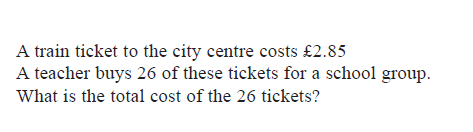 A train ticket to the city centre costs £2.85
A teacher buys 26 of these tickets for a school group.
What is the total cost of the 26 tickets?